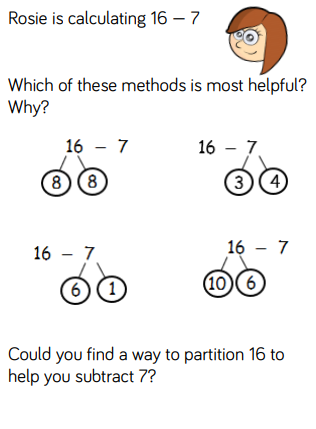 Rosie is calculating 16 – 7
Which of these methods is most helpful?
Why?
16 – 7
8 8
16 – 7
3 4
16 – 7
6 1
16 – 7
10 6
Could you find a way to partition 16 to
help you subtract 7?